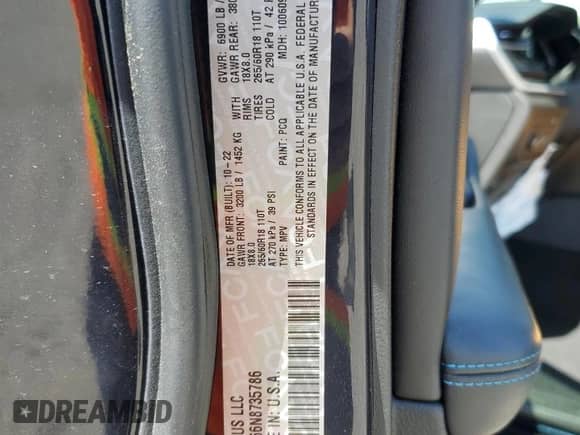 US LLC
DATE OF MFR (BUILT): 10-22 GVWR: 6900 LB /
GAWR FRONT: 3200 LB / 1452 KG WITH GAWR REAR: 380
18X8.0 RIMS 18X8.0
265/60R18 110T TIRES 265/60R18 110T
AT 270 kPa / 39 PSI COLD AT 290 kPa / 42
TYPE: MPV PAINT: PCQ MDH: 10060
THIS VEHICLE CONFORMS TO ALL APPLICABLE U.S.A. FEDERAL
STANDARDS IN EFFECT ON THE DATE OF MANUFACTUR
6N8735786
IN: U.S.A.